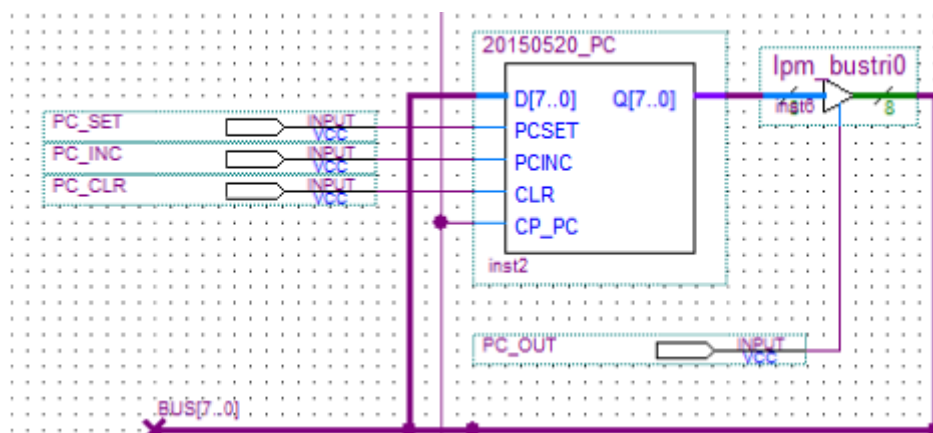 20150520_PC
lpm_bustri0
D[7..0] Q[7..0]
inst6
8
PC_SET INPUT
VCC
PCSET
PC_INC INPUT
VCC
PCINC
PC_CLR INPUT
VCC
CLR
CP_PC
inst2
PC_OUT INPUT
VCC
BUS[7..0]